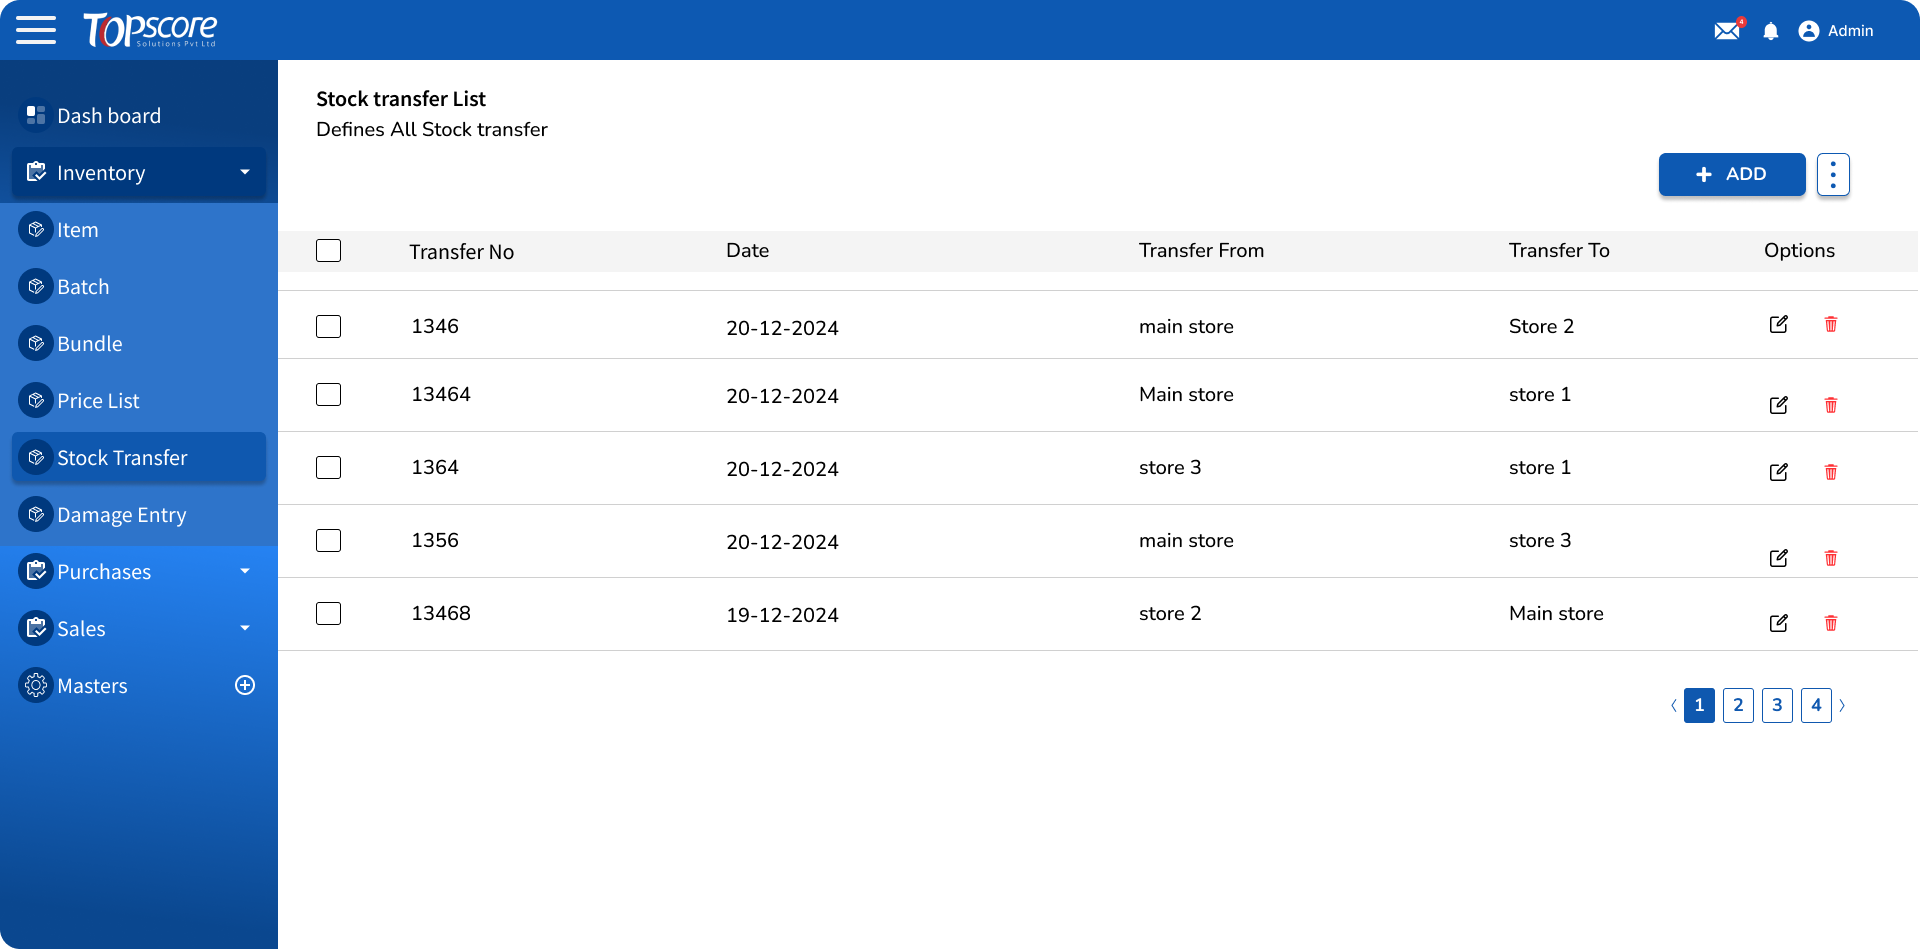 Topscore
Solutions Pvt Ltd
4
Admin
Dash board
Inventory
Item
Batch
Bundle
Price List
Stock Transfer
Damage Entry
Purchases
Sales
Masters
Stock transfer List
Defines All Stock transfer
ADD
Transfer No Date Transfer From Transfer To Options
1346 20-12-2024 main store Store 2
13464 20-12-2024 Main store store 1
1364 20-12-2024 store 3 store 1
1356 20-12-2024 main store store 3
13468 19-12-2024 store 2 Main store
1 2 3 4